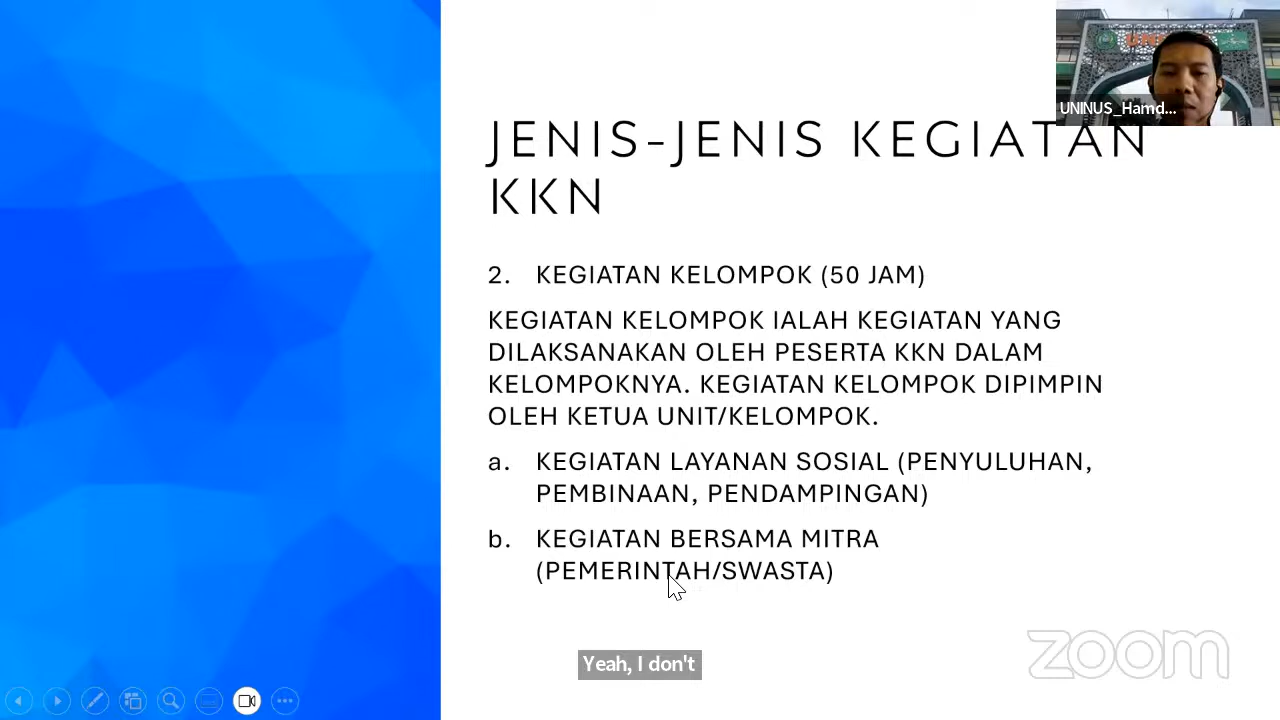 UNINUS_Hamd...
JENIS-JENIS KEGIATAN
KKN
2. KEGIATAN KELOMPOK (50 JAM)
KEGIATAN KELOMPOK IALAH KEGIATAN YANG
DILAKSANAKAN OLEH PESERTA KKN DALAM
KELOMPOKNYA. KEGIATAN KELOMPOK DIPIMPIN
OLEH KETUA UNIT/KELOMPOK.
a. KEGIATAN LAYANAN SOSIAL (PENYULUHAN,
PEMBINAAN, PENDAMPINGAN)
b. KEGIATAN BERSAMA MITRA
(PEMERINTAH/SWASTA)
zoom
Yeah, I don't